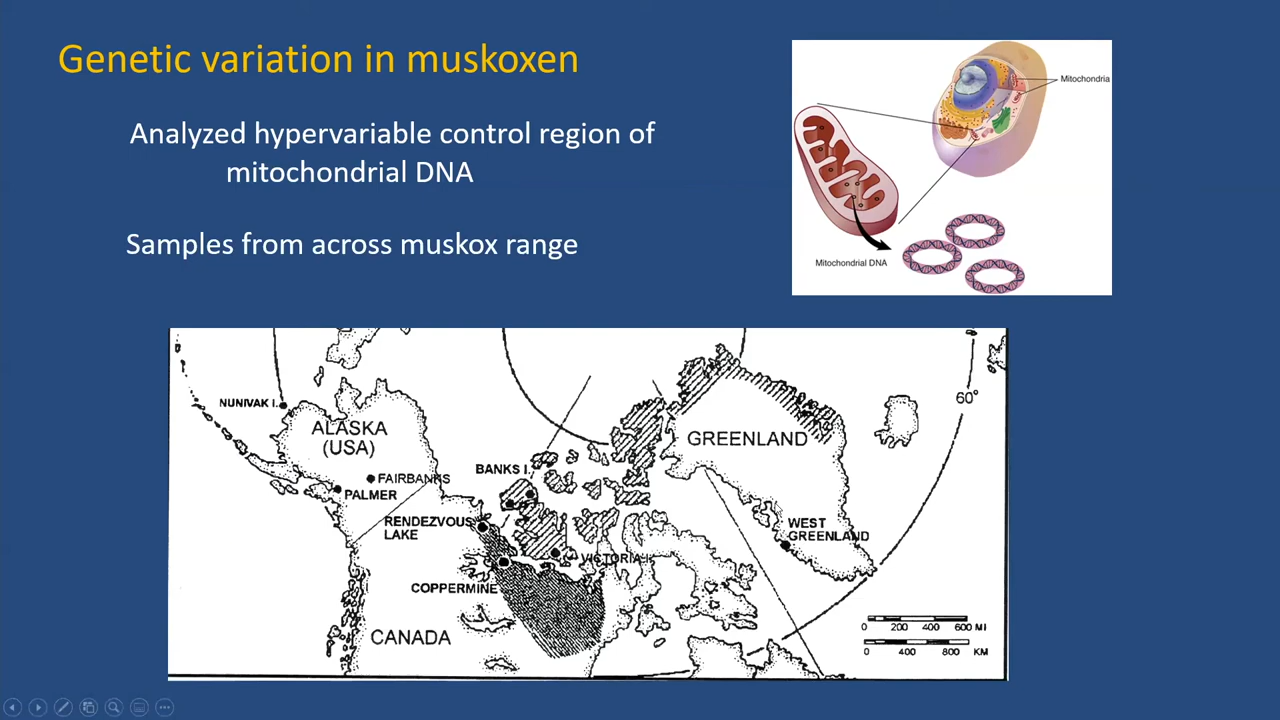 Genetic variation in muskoxen
Analyzed hypervariable control region of
mitochondrial DNA
Samples from across muskox range
Mitochondria
Mitochondrial DNA
NUNIVAK I.
ALASKA
(USA)
FAIRBANKS
PALMER
BANKS I.
RENDEZVOUS
LAKE
COPPERMINE
VICTORIA I.
CANADA
GREENLAND
WEST
GREENLAND
60°
0 200 400 600 MI
0 400 800 KM